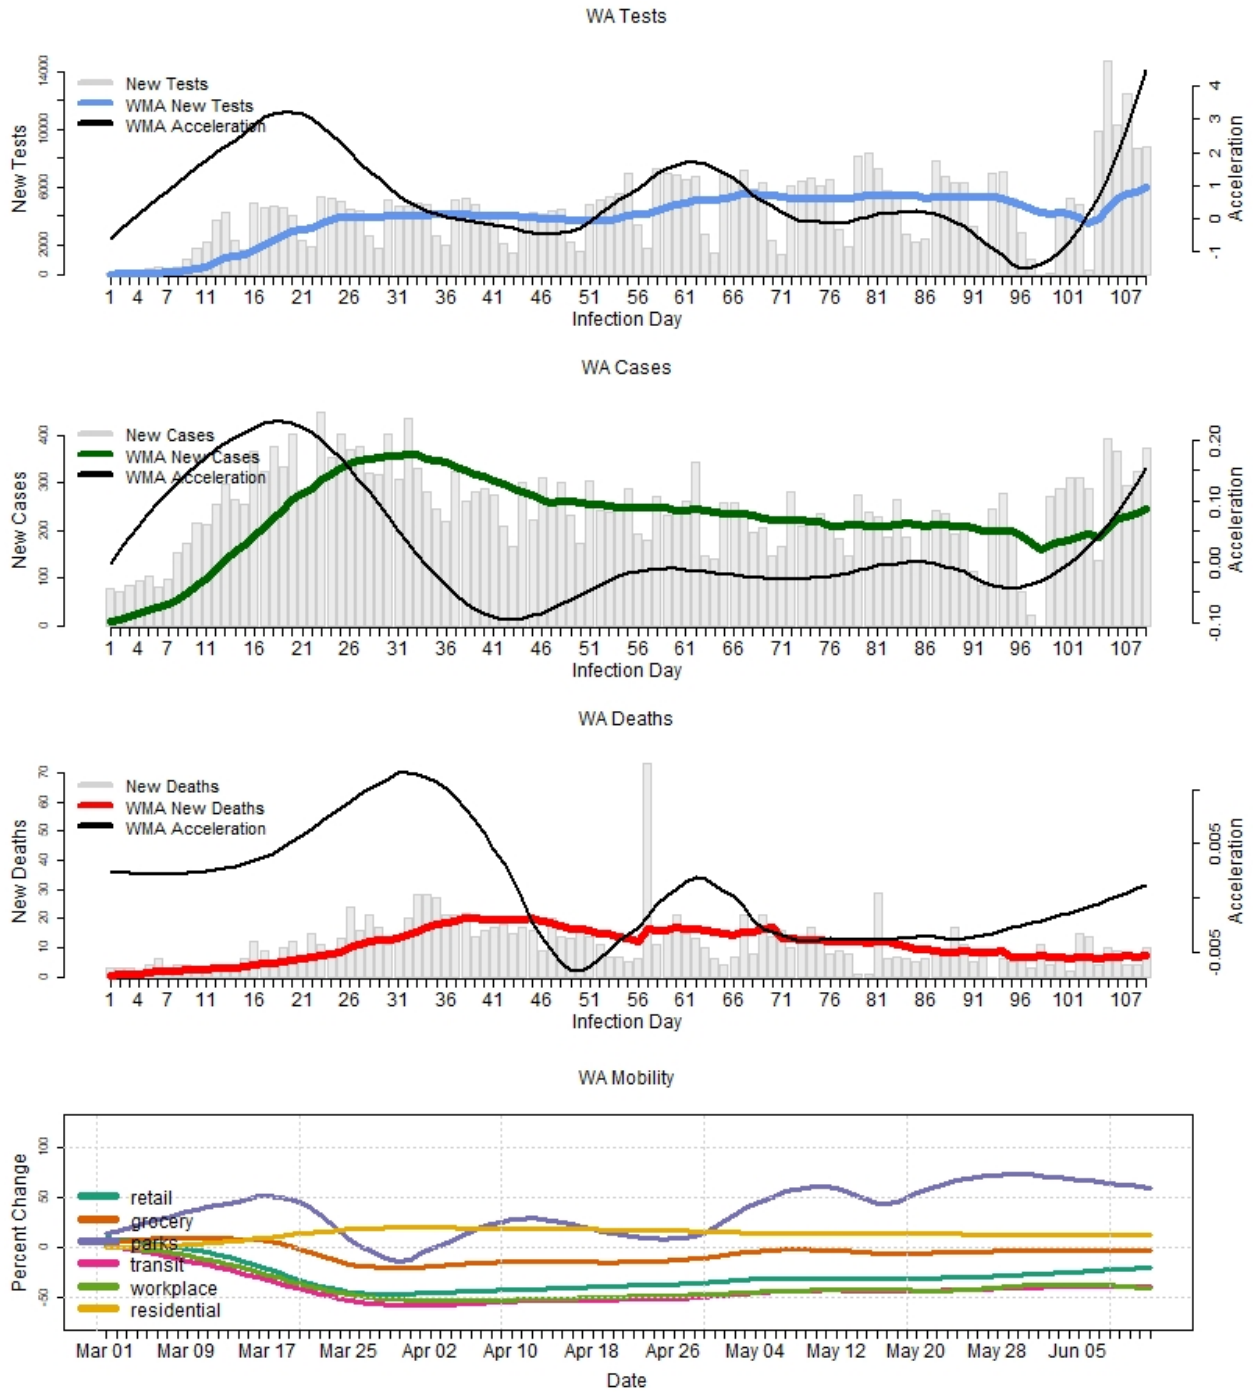 WA Tests
New Tests
WMA New Tests
WMA Acceleration
New Tests
0 2000 6000 10000 14000
Acceleration
-1 0 1 2 3 4
1 4 7 11 16 21 26 31 36 41 46 51 56 61 66 71 76 81 86 91 96 101 107
Infection Day
WA Cases
New Cases
WMA New Cases
WMA Acceleration
New Cases
0 100 200 300 400
Acceleration
-0.10 0.00 0.10 0.20
1 4 7 11 16 21 26 31 36 41 46 51 56 61 66 71 76 81 86 91 96 101 107
Infection Day
WA Deaths
New Deaths
WMA New Deaths
WMA Acceleration
New Deaths
0 10 20 30 40 50 60 70
Acceleration
-0.005 0.005
1 4 7 11 16 21 26 31 36 41 46 51 56 61 66 71 76 81 86 91 96 101 107
Infection Day
WA Mobility
retail
grocery
parks
transit
workplace
residential
Percent Change
-50 0 50 100
Mar 01 Mar 09 Mar 17 Mar 25 Apr 02 Apr 10 Apr 18 Apr 26 May 04 May 12 May 20 May 28 Jun 05
Date